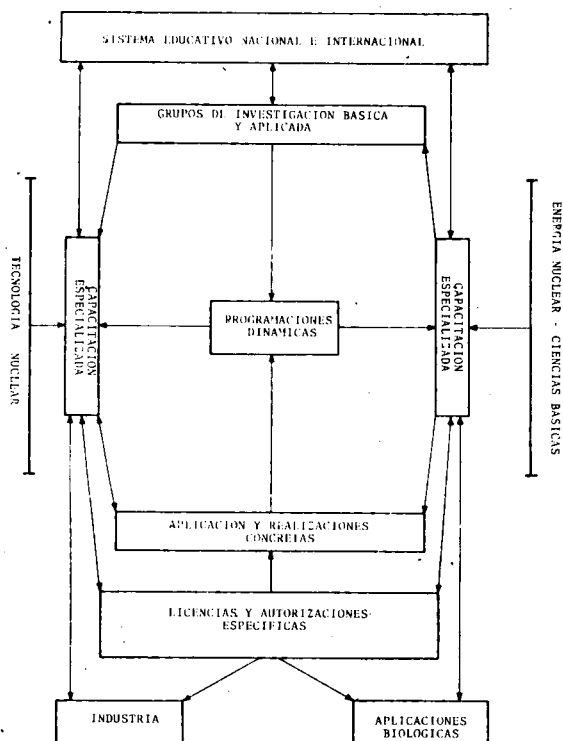 SISTEMA EDUCATIVO NACIONAL E INTERNACIONAL
GRUPOS DE INVESTIGACION BASICA
Y APLICADA
TECNOLOGIA NUCLEAR
CAPACITACION
ESPECIALIZADA
PROGRAMACIONES
DINAMICAS
CAPACITACION
ESPECIALIZADA
ENERGIA NUCLEAR - CIENCIAS BASICAS
APLICACION Y REALIZACIONES
CONCRETAS
LICENCIAS Y AUTORIZACIONES
ESPECIFICAS
INDUSTRIA
APLICACIONES
BIOLOGICAS